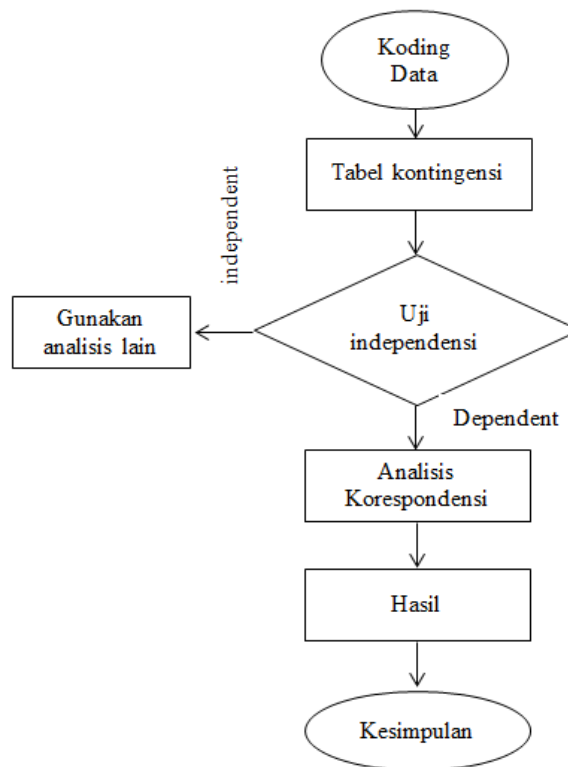 Koding
Data
Tabel kontingensi
independent
Uji
independensi
Gunakan
analisis lain
Dependent
Analisis
Korespondensi
Hasil
Kesimpulan